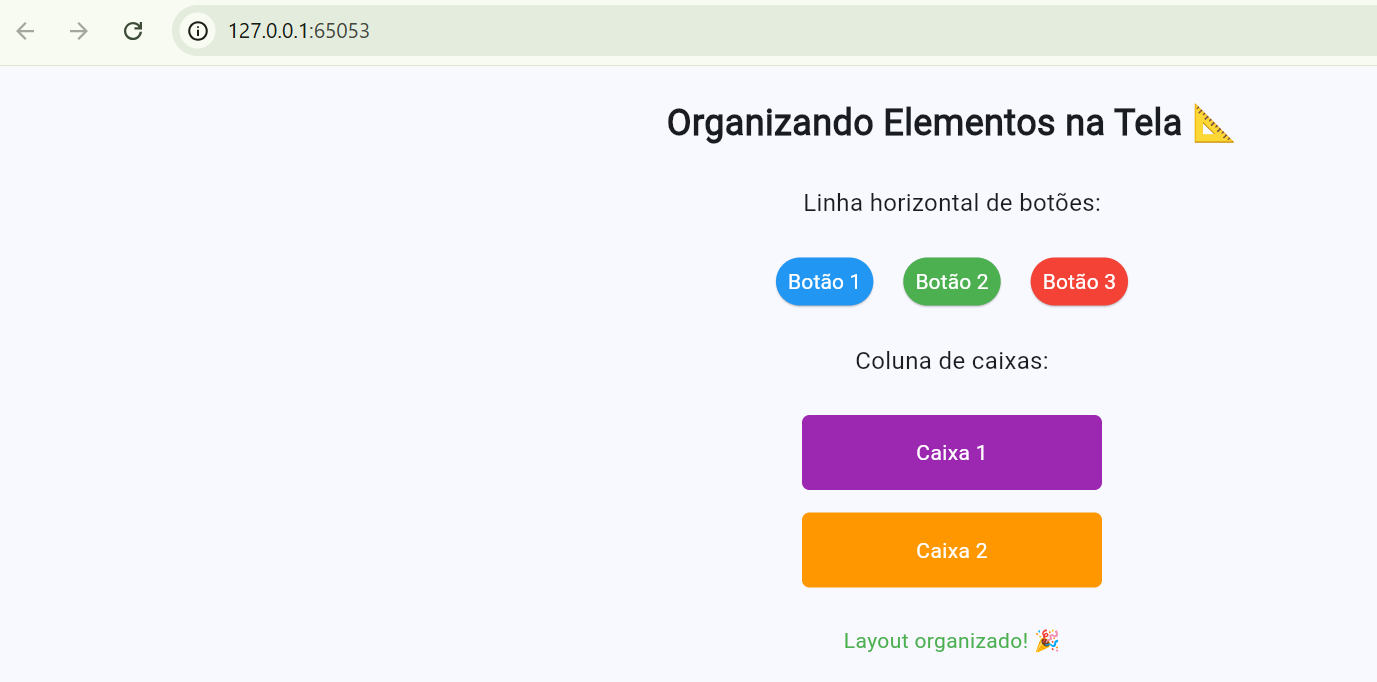 127.0.0.1:65053
Organizando Elementos na Tela 📐
Linha horizontal de botões:
Botão 1 Botão 2 Botão 3
Coluna de caixas:
Caixa 1
Caixa 2
Layout organizado! 🎉